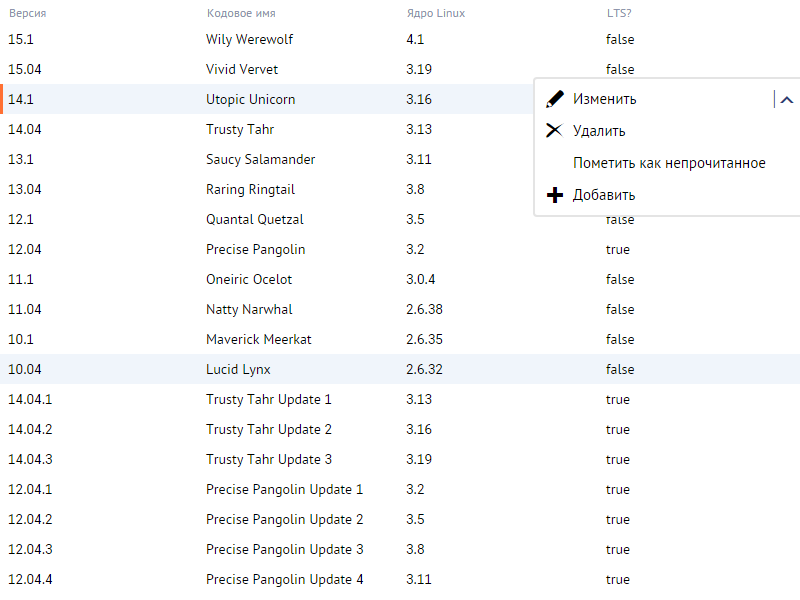 Версия Кодовое имя Ядро Linux LTS?
15.1 Wily Werewolf 4.1 false
15.04 Vivid Vervet 3.19 false
14.1 Utopic Unicorn 3.16 Изменить
14.04 Trusty Tahr 3.13 Удалить
13.1 Saucy Salamander 3.11 Пометить как непрочитанное
13.04 Raring Ringtail 3.8 Добавить
12.1 Quantal Quetzal 3.5 false
12.04 Precise Pangolin 3.2 true
11.1 Oneiric Ocelot 3.0.4 false
11.04 Natty Narwhal 2.6.38 false
10.1 Maverick Meerkat 2.6.35 false
10.04 Lucid Lynx 2.6.32 false
14.04.1 Trusty Tahr Update 1 3.13 true
14.04.2 Trusty Tahr Update 2 3.16 true
14.04.3 Trusty Tahr Update 3 3.19 true
12.04.1 Precise Pangolin Update 1 3.2 true
12.04.2 Precise Pangolin Update 2 3.5 true
12.04.3 Precise Pangolin Update 3 3.8 true
12.04.4 Precise Pangolin Update 4 3.11 true